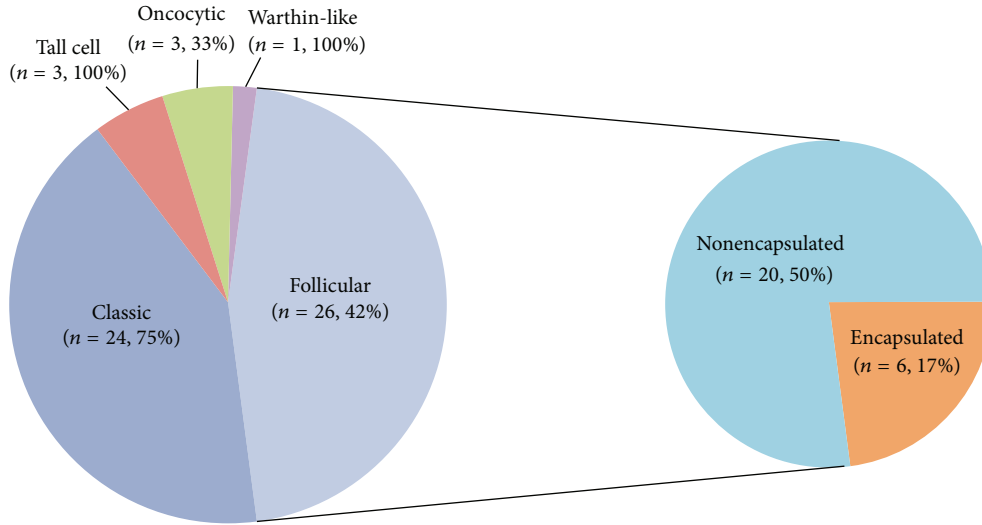 Oncocytic
(n = 3, 33%)
Warthin-like
(n = 1, 100%)
Tall cell
(n = 3, 100%)
Classic
(n = 24, 75%)
Follicular
(n = 26, 42%)
Nonencapsulated
(n = 20, 50%)
Encapsulated
(n = 6, 17%)